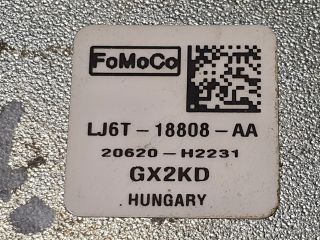 FoMoCo
LJ6T-18808-AA
20620-H2231
GX2KD
HUNGARY